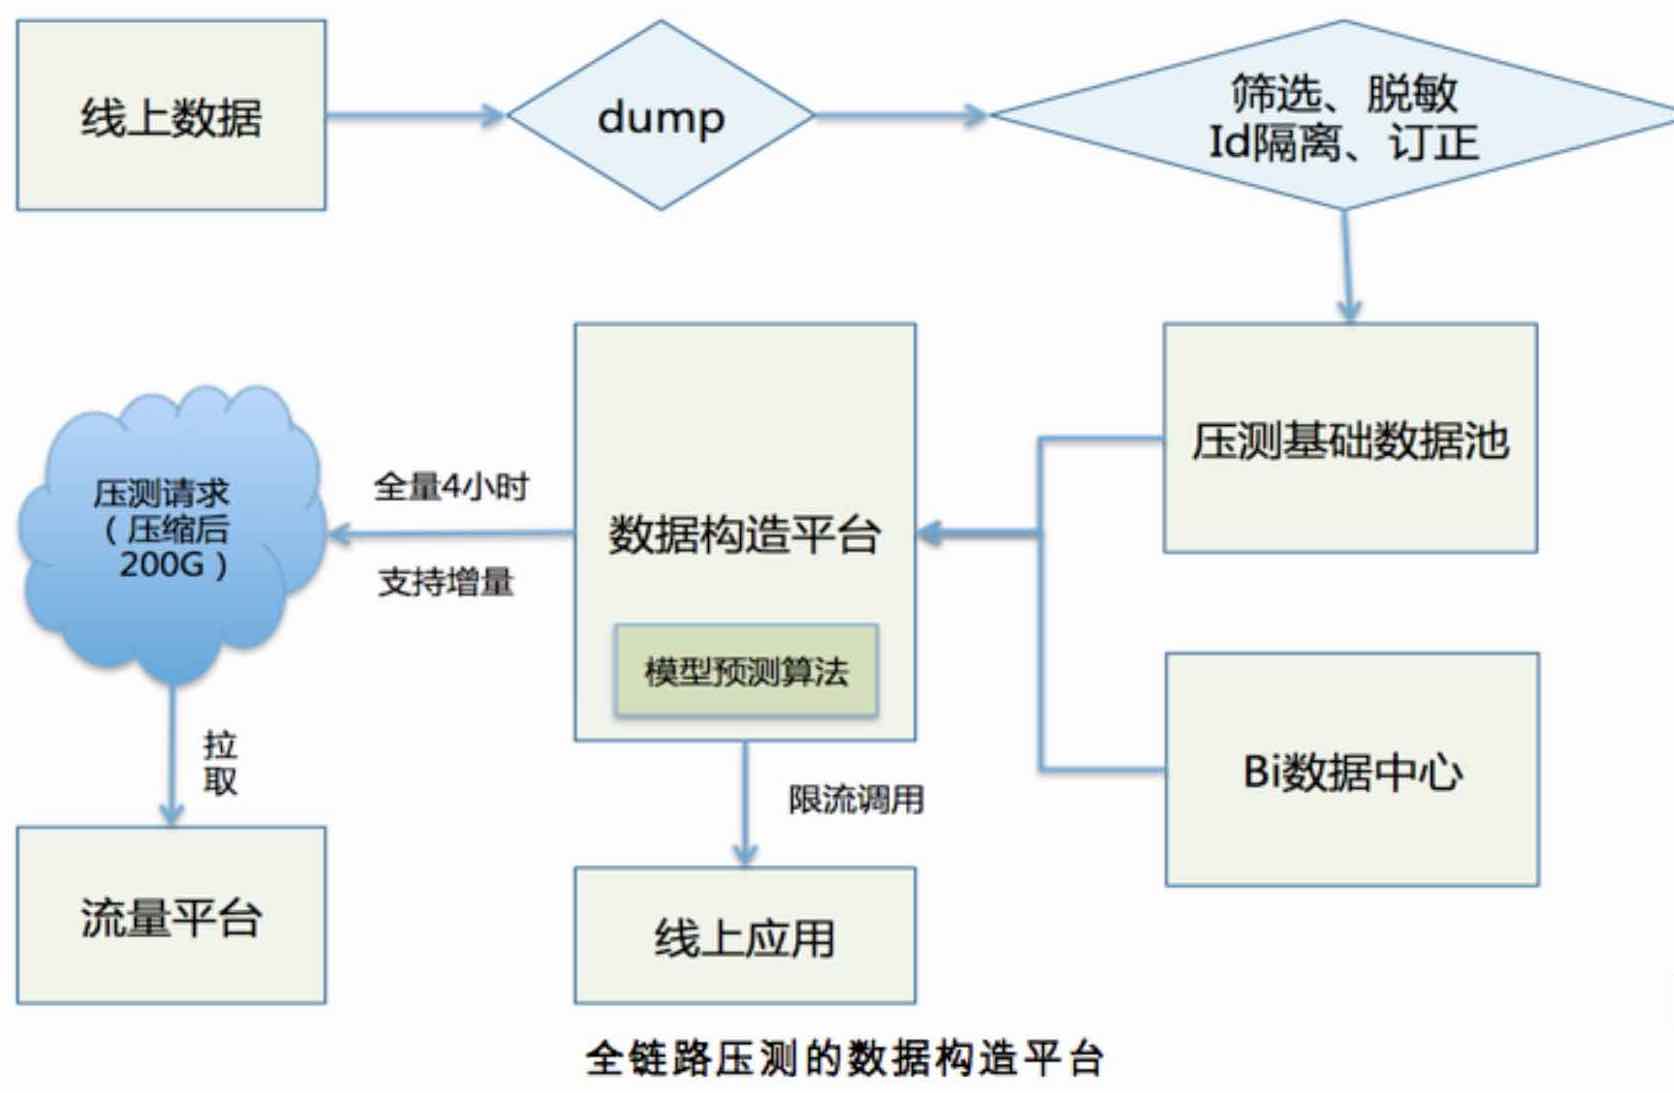 线上数据
dump
筛选、脱敏
Id隔离、订正
压测基础数据池
全量4小时
压测请求
（压缩后
200G）
数据构造平台
支持增量
模型预测算法
拉
取
限流调用
Bi数据中心
流量平台
线上应用
全链路压测的数据构造平台